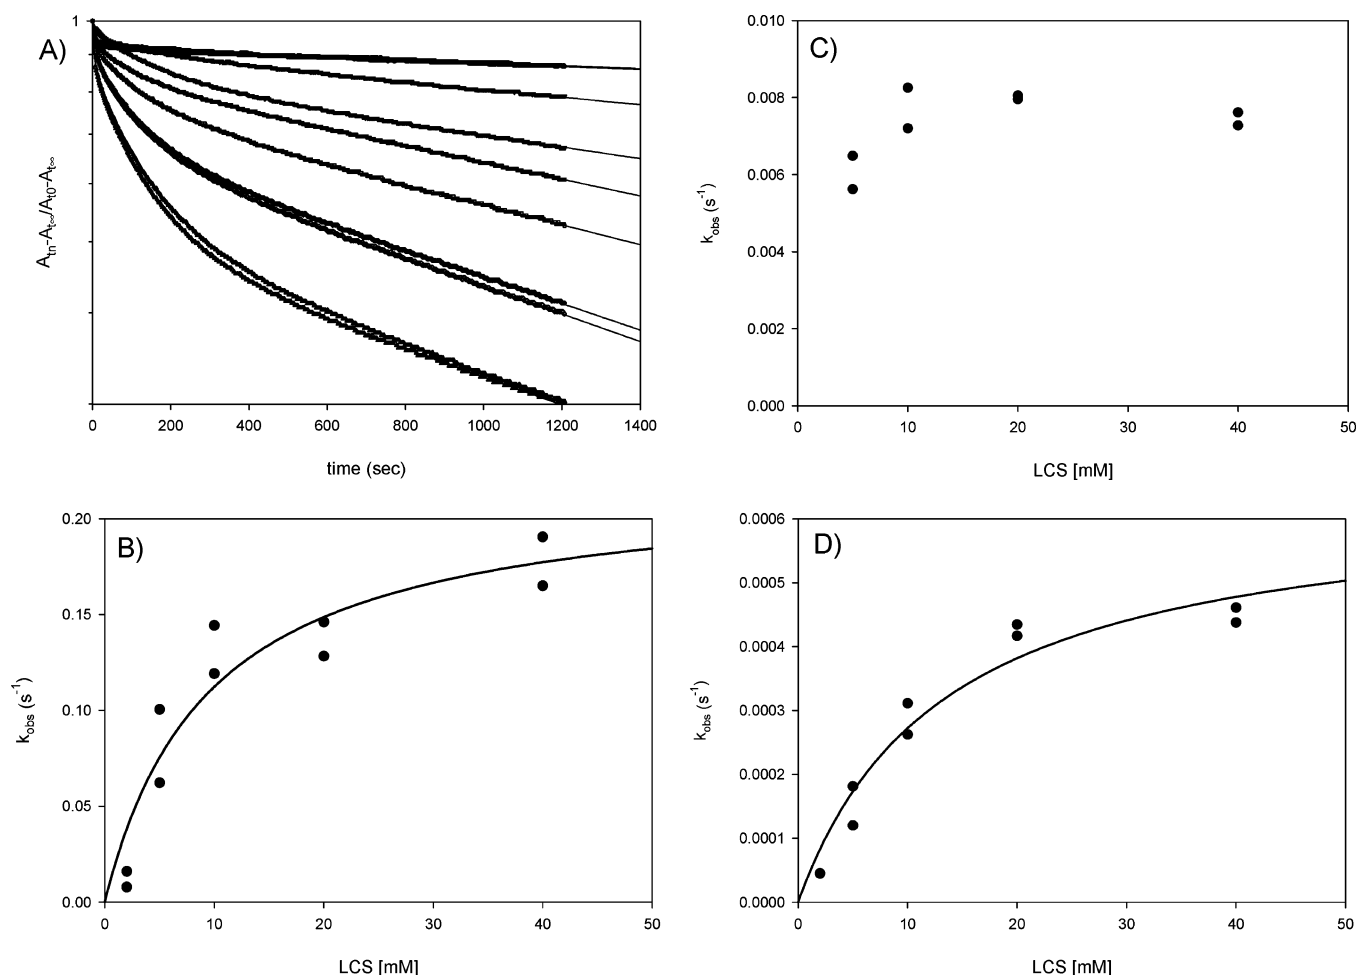 A)
1
A_tn-A_t∞/A_t0-A_t∞
0 200 400 600 800 1000 1200 1400
time (sec)
C)
0.010
0.008
0.006
0.004
0.002
0.000
k_obs (s⁻¹)
0 10 20 30 40 50
LCS [mM]
B)
0.20
0.15
0.10
0.05
0.00
k_obs (s⁻¹)
0 10 20 30 40 50
LCS [mM]
D)
0.0006
0.0005
0.0004
0.0003
0.0002
0.0001
0.0000
k_obs (s⁻¹)
0 10 20 30 40 50
LCS [mM]